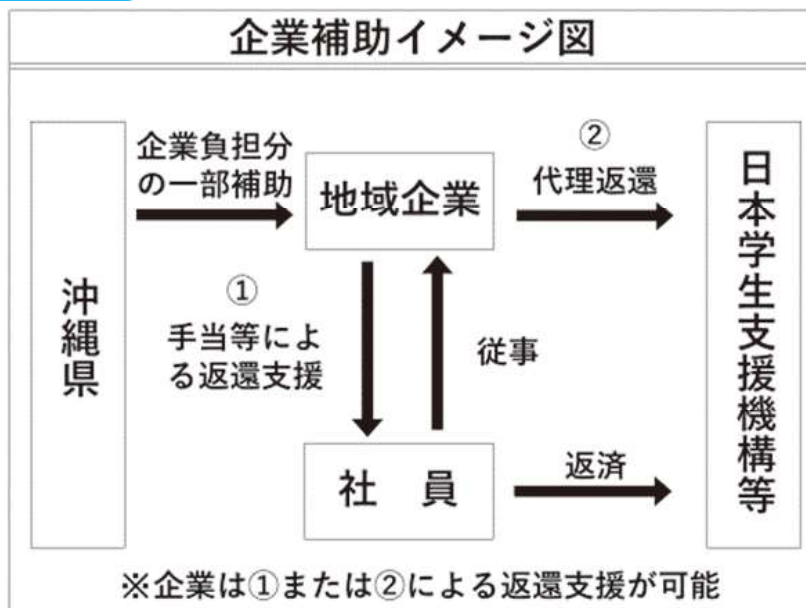 企業補助イメージ図
企業負担分
の一部補助
②
代理返還
地域企業
沖縄県
日本学生支援機構等
①
手当等によ
る返還支援
従事
社 員
返済
※企業は①または②による返還支援が可能